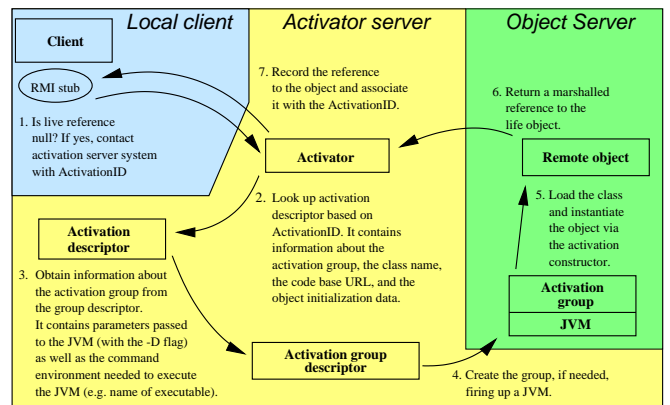 Local client
Activator server
Object Server
Client
RMI stub
1. Is live reference
null? If yes, contact
activation server system
with ActivationID
7. Record the reference
to the object and associate
it with the ActivationID.
6. Return a marshalled
reference to the
life object.
Activator
Remote object
2. Look up activation
descriptor based on
ActivationID. It contains
information about the
activation group, the class name,
the code base URL, and the
object initialization data.
5. Load the class
and instantiate
the object via
the activation
constructor.
Activation
descriptor
3. Obtain information about
the activation group from
the group descriptor.
It contains parameters passed
to the JVM (with the -D flag)
as well as the command
environment needed to execute
the JVM (e.g. name of executable).
Activation group
descriptor
Activation
group
JVM
4. Create the group, if needed,
firing up a JVM.